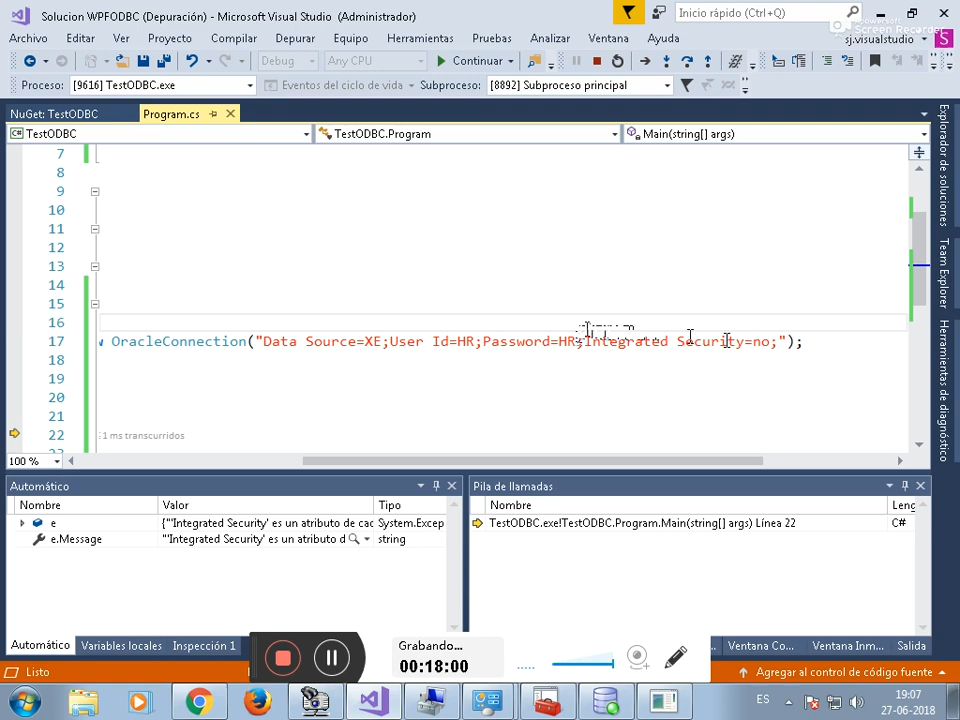 Solucion WPFODBC (Depuración) - Microsoft Visual Studio (Administrador)
Inicio rápido (Ctrl+Q)
Screen Recorder
Archivo Editar Ver Proyecto Compilar Depurar Equipo Herramientas Pruebas Analizar Ventana Ayuda
sj.visualstudio
S
Debug Any CPU Continuar
Proceso: [9616] TestODBC.exe Eventos del ciclo de vida Subproceso: [8892] Subproceso principal
NuGet: TestODBC Program.cs
TestODBC TestODBC.Program Main(string[] args)
7
8
9
10
11
12
13
14
15
16
17 OracleConnection("Data Source=XE;User Id=HR;Password=HR;Integrated Security=no;");
18
19
20
21
22 1 ms transcurridos
100 %
Explorador de soluciones
Team Explorer
Herramientas de diagnóstico
Automático
Nombre Valor Tipo
e {"'Integrated Security' es un atributo de cad System.Excep
e.Message "'Integrated Security' es un atributo d string
Pila de llamadas
Nombre Leng
TestODBC.exe!TestODBC.Program.Main(string[] args) Línea 22 C#
Automático Variables locales Inspección 1
Ventana Co... Ventana Inm... Salida
Grabando...
00:18:00
Listo
Agregar al control de código fuente
ES
19:07
27-06-2018